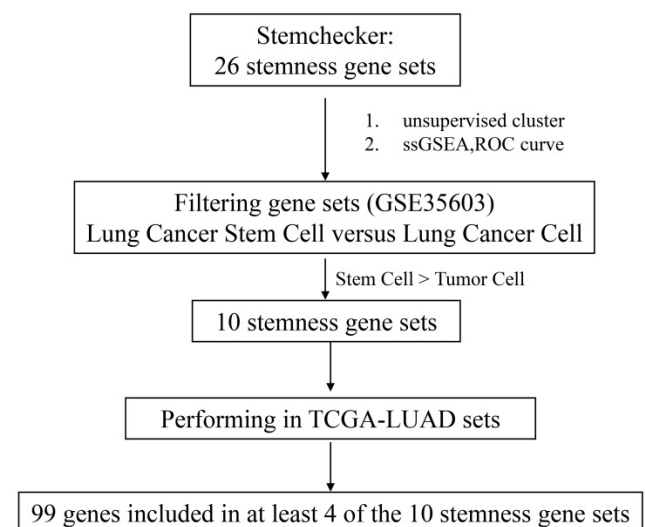 Stemchecker:
26 stemness gene sets
1. unsupervised cluster
2. ssGSEA,ROC curve
Filtering gene sets (GSE35603)
Lung Cancer Stem Cell versus Lung Cancer Cell
Stem Cell > Tumor Cell
10 stemness gene sets
Performing in TCGA-LUAD sets
99 genes included in at least 4 of the 10 stemness gene sets